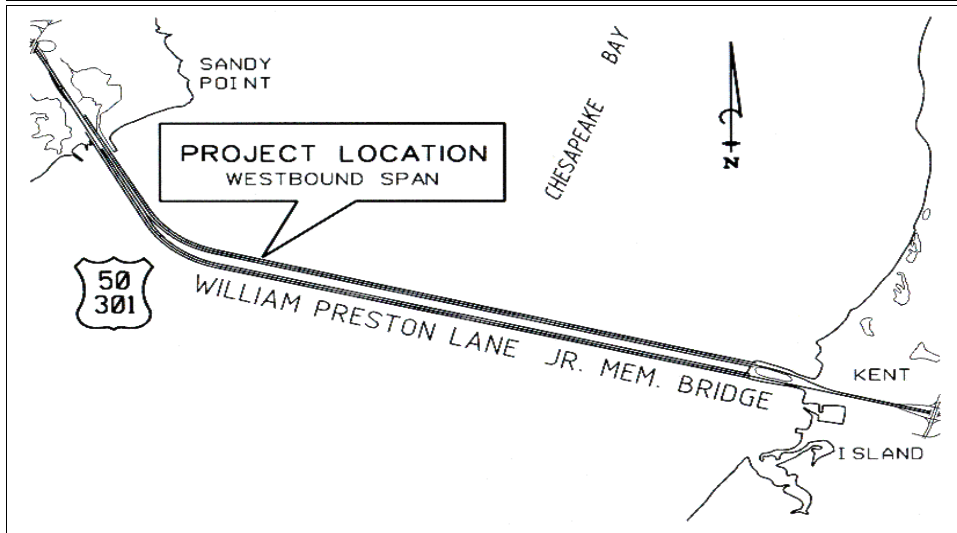 SANDY
POINT
CHESAPEAKE BAY
PROJECT LOCATION
WESTBOUND SPAN
N
50
301
WILLIAM PRESTON LANE JR. MEM. BRIDGE
KENT
ISLAND